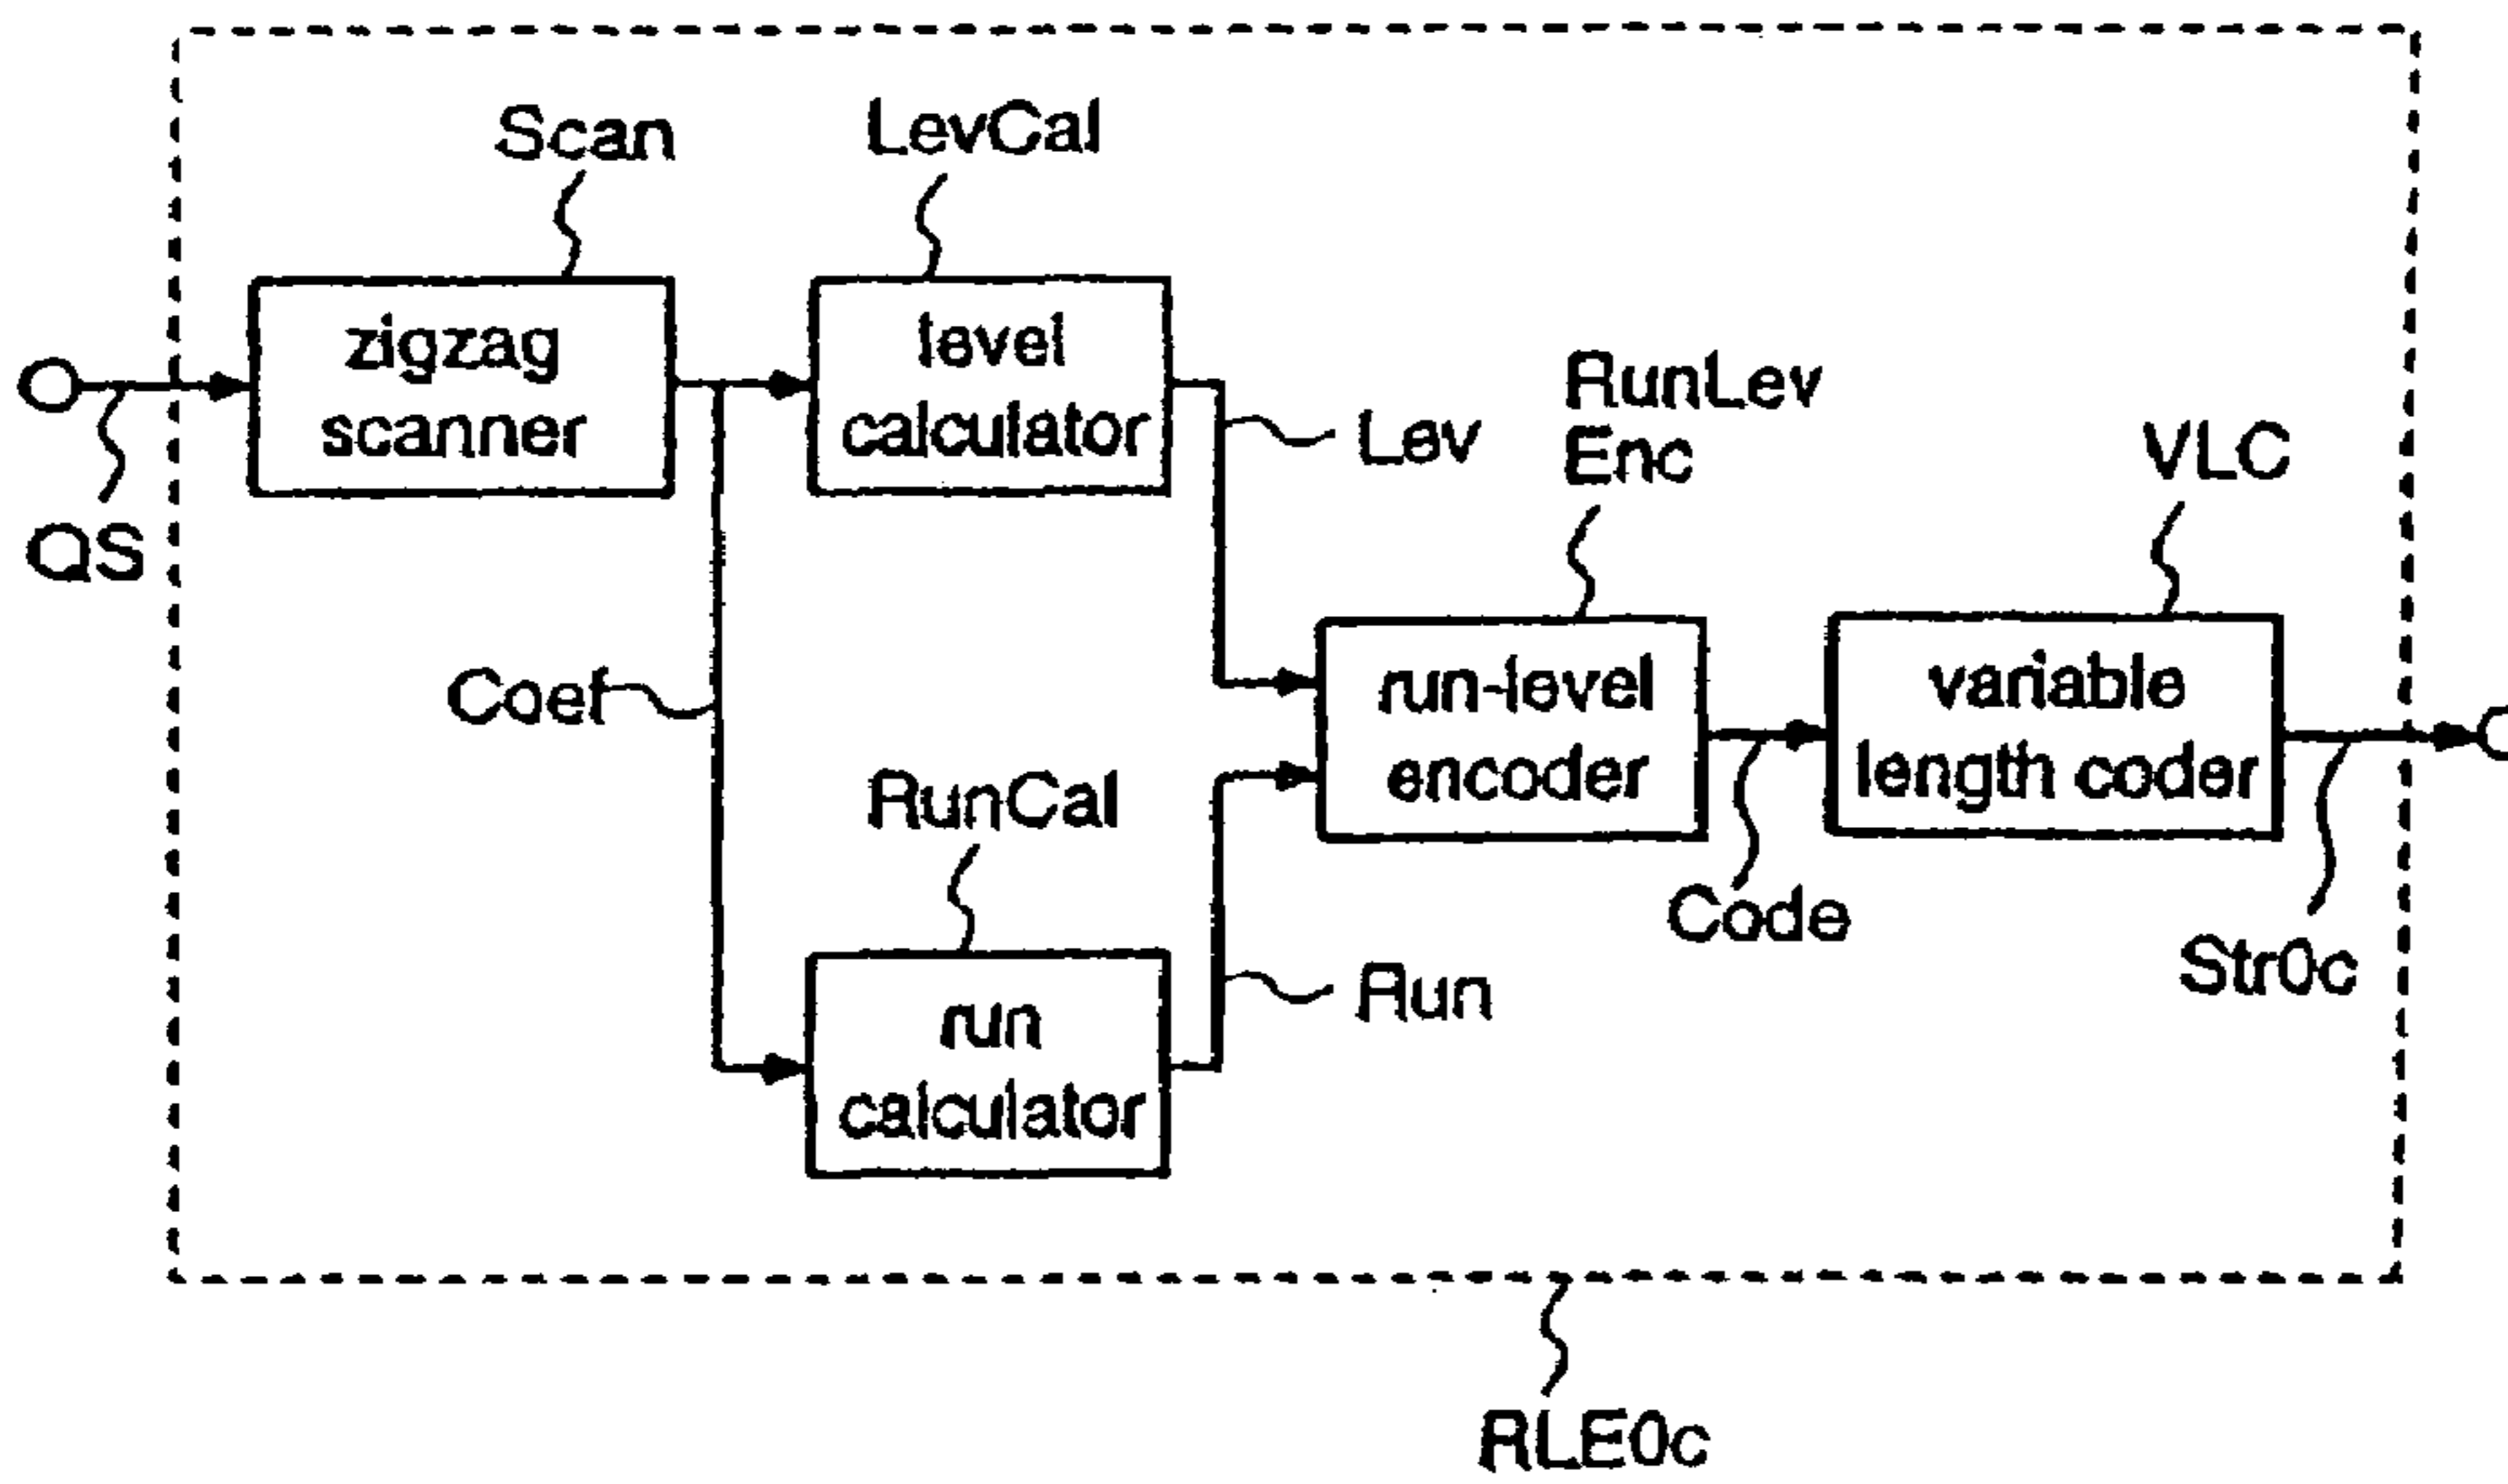 Scan
LevCal
zigzag
scanner
level
calculator
QS
Lev
RunLev
Enc
VLC
Coef
run-level
encoder
variable
length coder
RunCal
Code
Str0c
run
calculator
Run
RLE0c